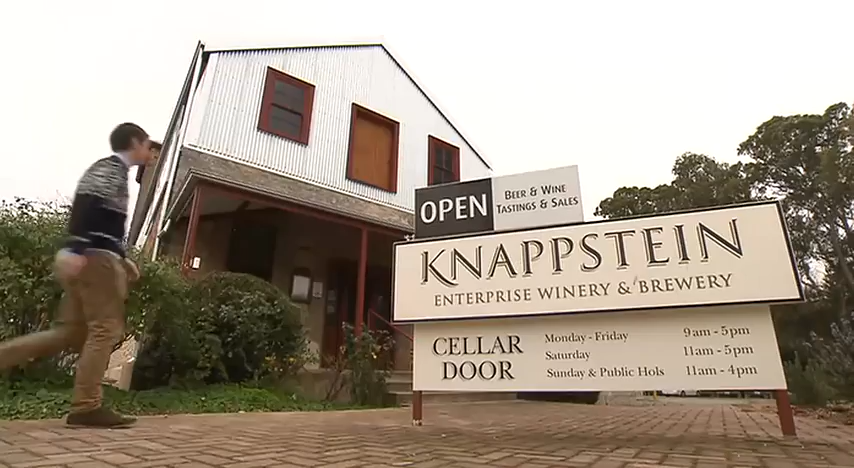 OPEN
BEER & WINE
TASTINGS & SALES
KNAPPSTEIN
ENTERPRISE WINERY & BREWERY
CELLAR
DOOR
Monday - Friday 9am - 5pm
Saturday 11am - 5pm
Sunday & Public Hols 11am - 4pm